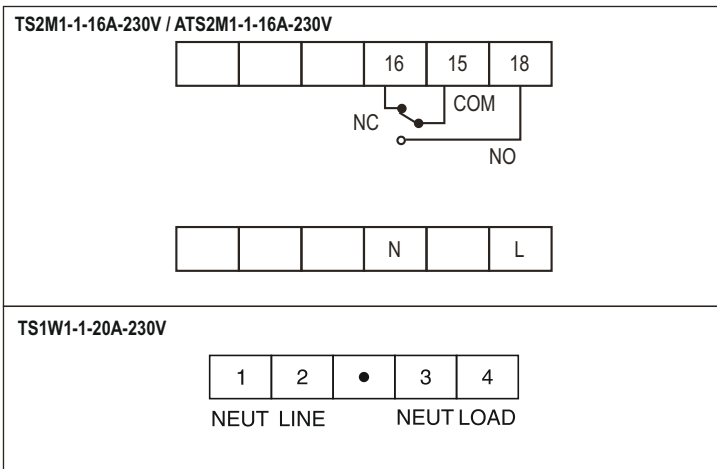 TS2M1-1-16A-230V / ATS2M1-1-16A-230V
16 15 18
COM
NC
NO
N L
TS1W1-1-20A-230V
1 2 • 3 4
NEUT LINE NEUT LOAD